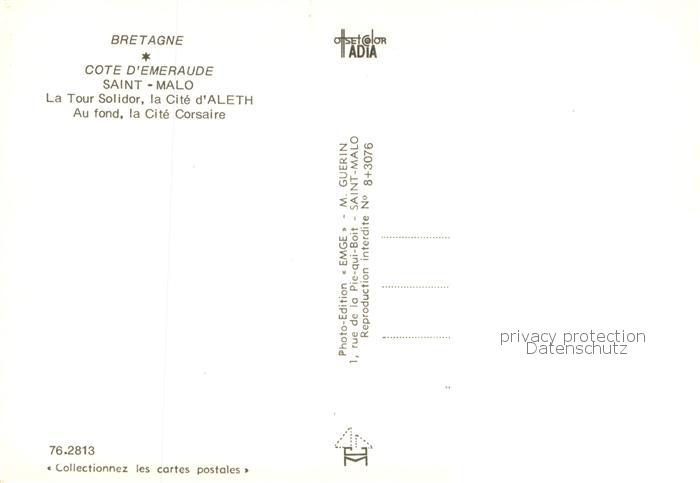 BRETAGNE
COTE D'EMERAUDE
SAINT - MALO
La Tour Solidor, la Cité d'ALETH
Au fond, la Cité Corsaire
offsetcolor
IADIA
Photo-Edition « EMGE » - M. GUERIN
1, rue de la Pie-qui-Boit - SAINT-MALO
Reproduction interdite Nº 8+3076
privacy protection
Datenschutz
76.2813
« Collectionnez les cartes postales »